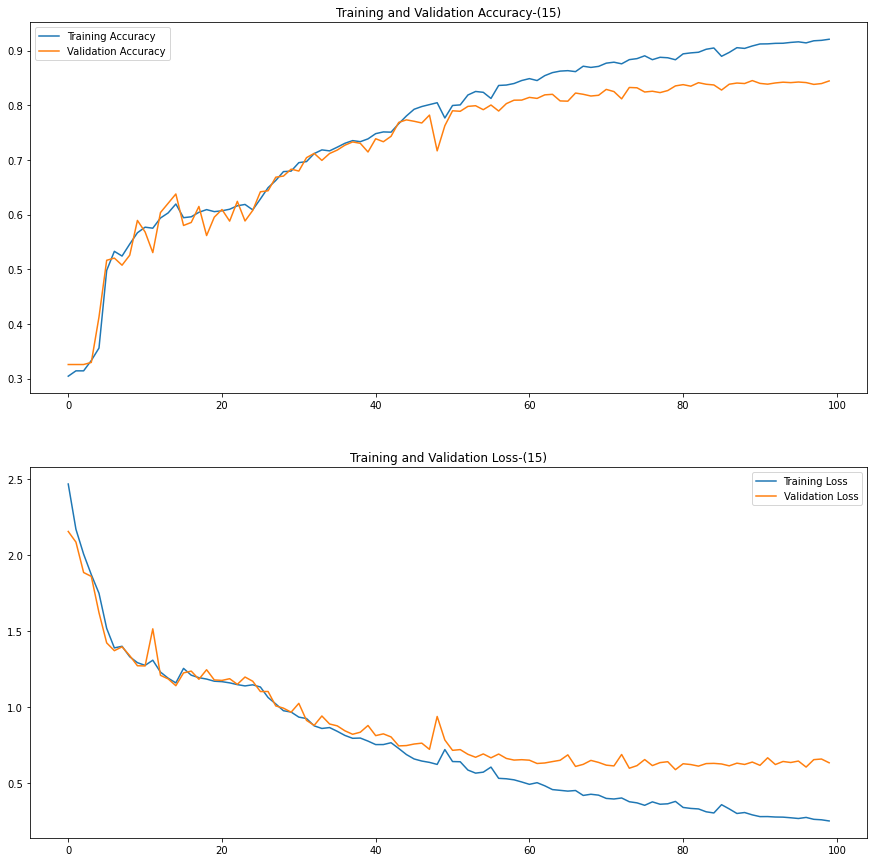 Training and Validation Accuracy-(15)
Training Accuracy
Validation Accuracy
0.9
0.8
0.7
0.6
0.5
0.4
0.3
0 20 40 60 80 100
Training and Validation Loss-(15)
Training Loss
Validation Loss
2.5
2.0
1.5
1.0
0.5
0 20 40 60 80 100